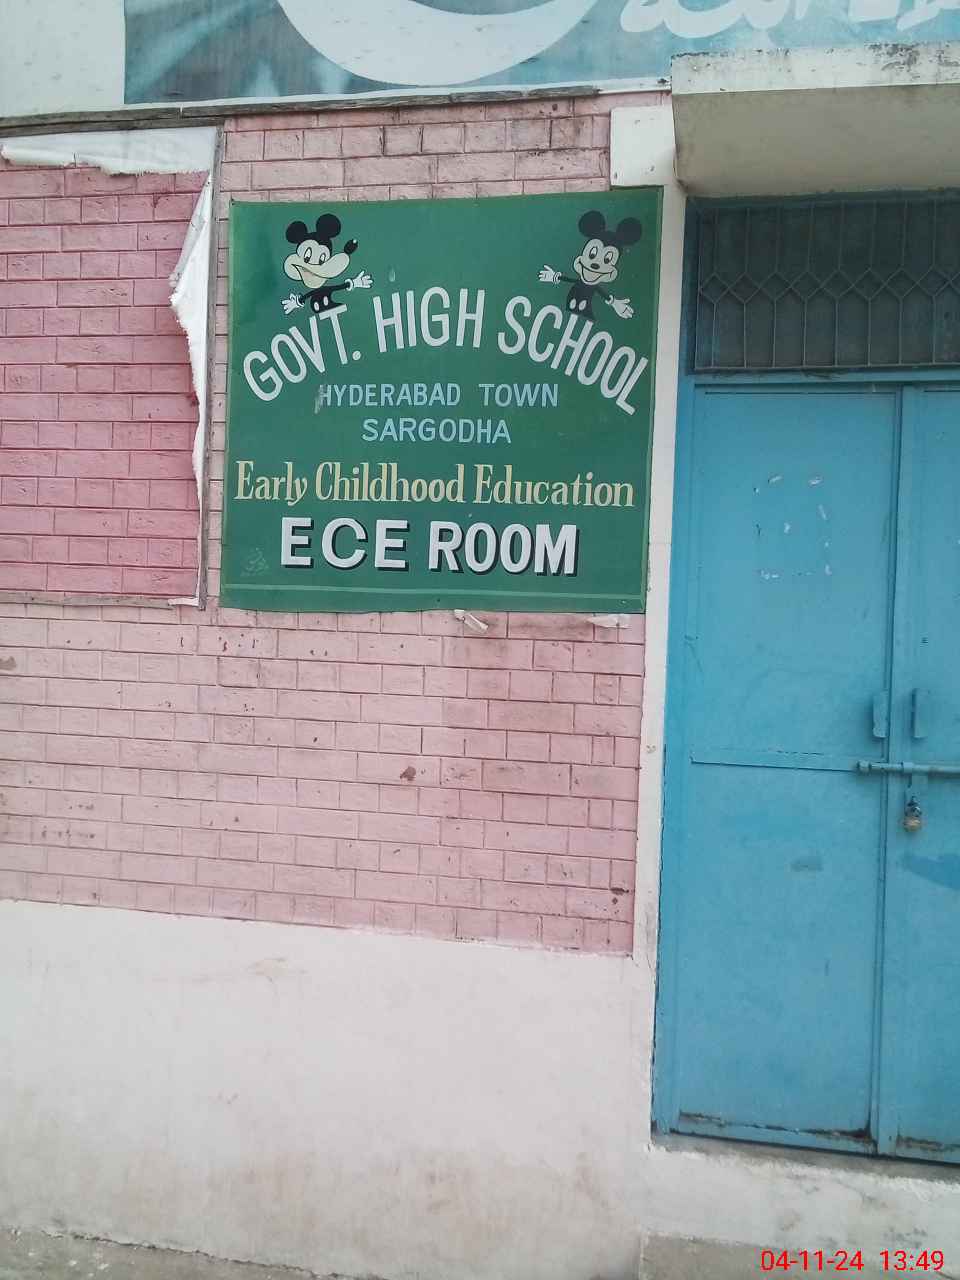 GOVT. HIGH SCHOOL
HYDERABAD TOWN
SARGODHA
Early Childhood Education
ECE ROOM
04-11-24 13:49